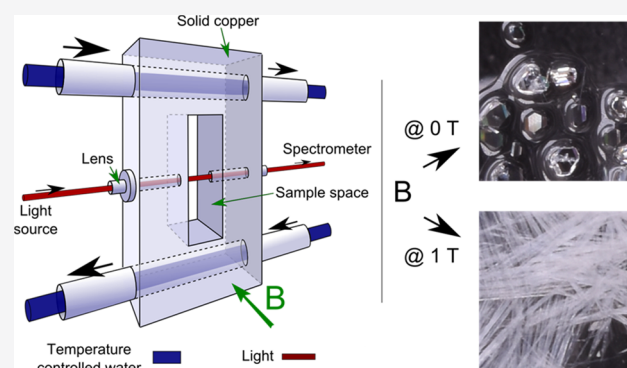 Solid copper
Lens
Spectrometer
Sample space
Light
source
B
Temperature
controlled water
Light
B
@ 0 T
@ 1 T